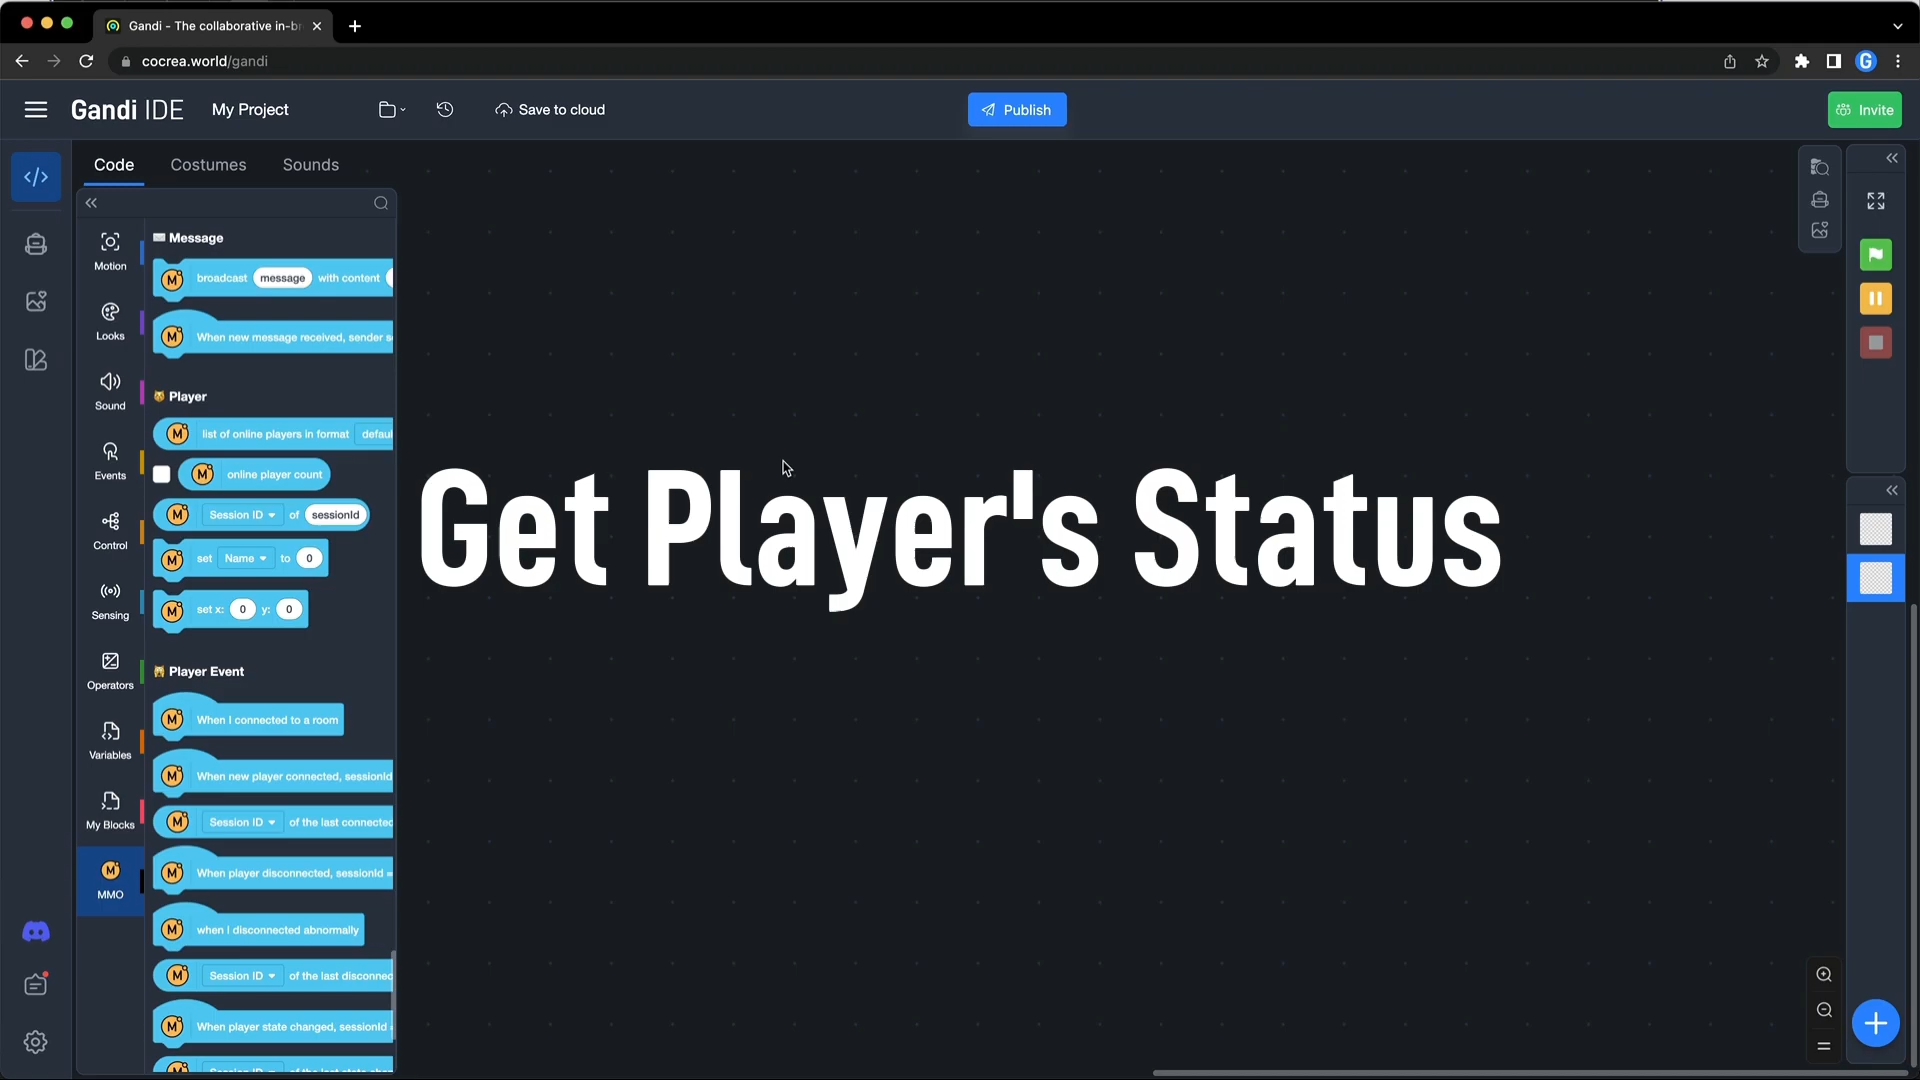 Gandi - The collaborative in-br
cocrea.world/gandi
Gandi IDE
My Project
Save to cloud
Publish
Invite
Code
Costumes
Sounds
Motion
Looks
Sound
Events
Control
Sensing
Operators
Variables
My Blocks
M
MMO
Message
M broadcast message with content
M When new message received, sender s
Player
M list of online players in format defaul
M online player count
M Session ID of sessionId
M set Name to 0
M set x: 0 y: 0
Player Event
M When I connected to a room
M When new player connected, sessionId
M Session ID of the last connected
M When player disconnected, sessionId =
M when I disconnected abnormally
M Session ID of the last disconnec
M When player state changed, sessionId
Get Player's Status
G